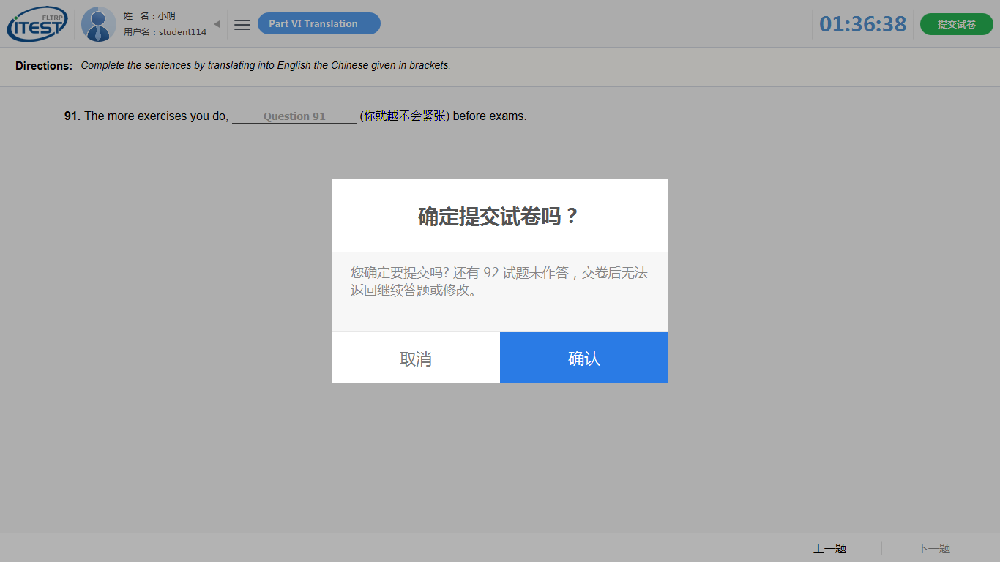 FLTRP
iTEST
姓 名：小明
用户名：student114
Part VI Translation
01:36:38
提交试卷
Directions: Complete the sentences by translating into English the Chinese given in brackets.
91. The more exercises you do, Question 91 (你就越不会紧张) before exams.
确定提交试卷吗？
您确定要提交吗? 还有 92 试题未作答，交卷后无法
返回继续答题或修改。
取消
确认
上一题
下一题